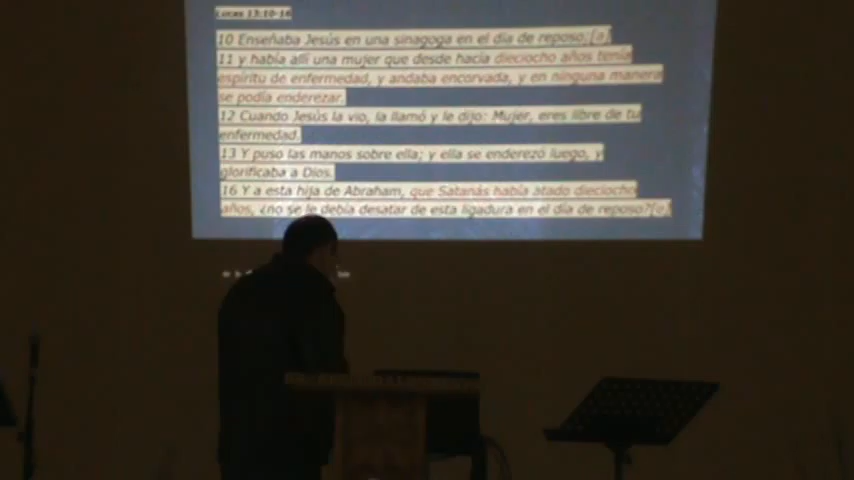 Lucas 13:10-16
10 Enseñaba Jesús en una sinagoga en el día de reposo;[a]
11 y había allí una mujer que desde hacía dieciocho años tenía
espíritu de enfermedad, y andaba encorvada, y en ninguna manera
se podía enderezar.
12 Cuando Jesús la vio, la llamó y le dijo: Mujer, eres libre de tu
enfermedad.
13 Y puso las manos sobre ella; y ella se enderezó luego, y
glorificaba a Dios.
16 Y a esta hija de Abraham, que Satanás había atado dieciocho
años, ¿no se le debía desatar de esta ligadura en el día de reposo?[c]